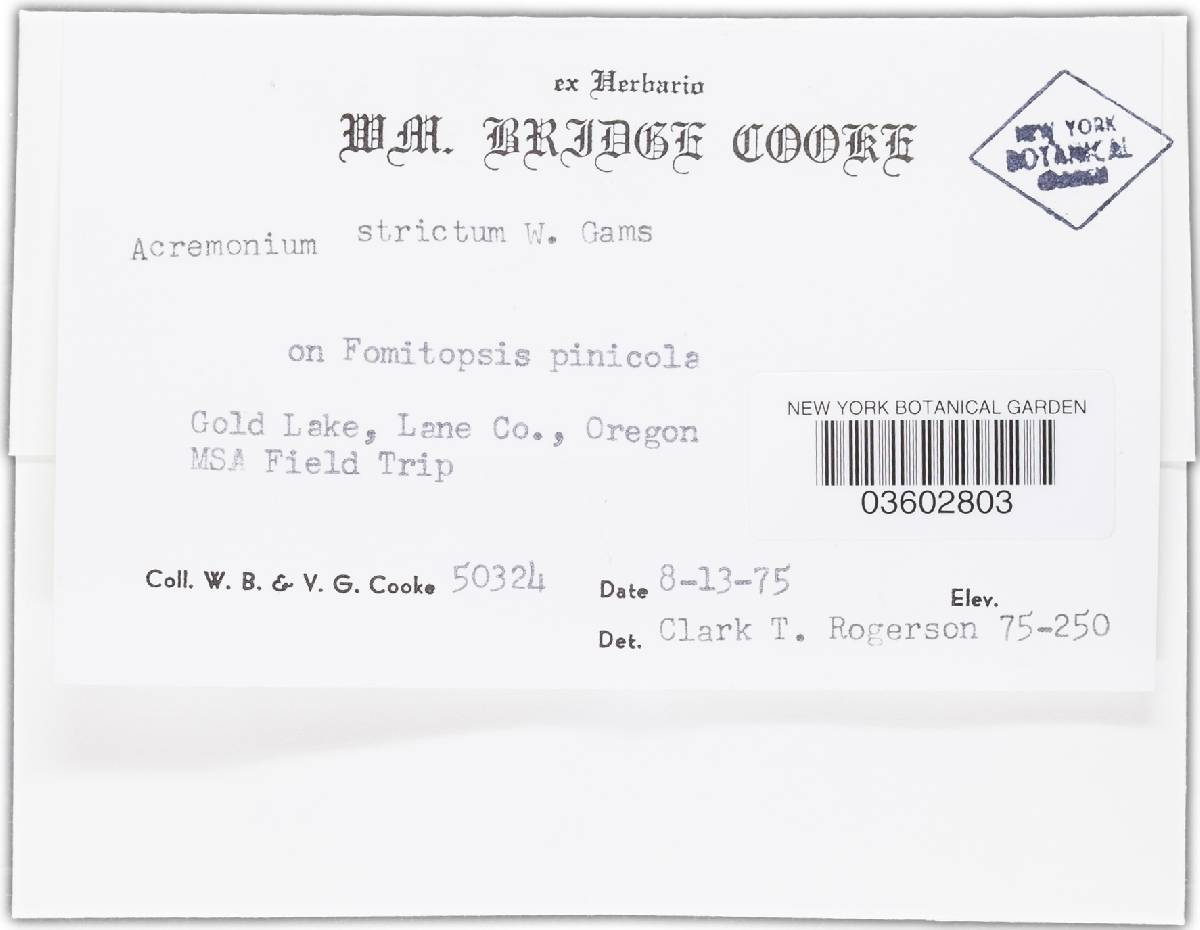 ex Herbario
WM. BRIDGE COOKE
NEW YORK
BOTANICAL
Acremonium strictum W. Gams
on Fomitopsis pinicola
Gold Lake, Lane Co., Oregon
MSA Field Trip
NEW YORK BOTANICAL GARDEN
03602803
Coll. W. B. & V. G. Cooke 50324 Date 8-13-75 Elev.
Det. Clark T. Rogerson 75-250